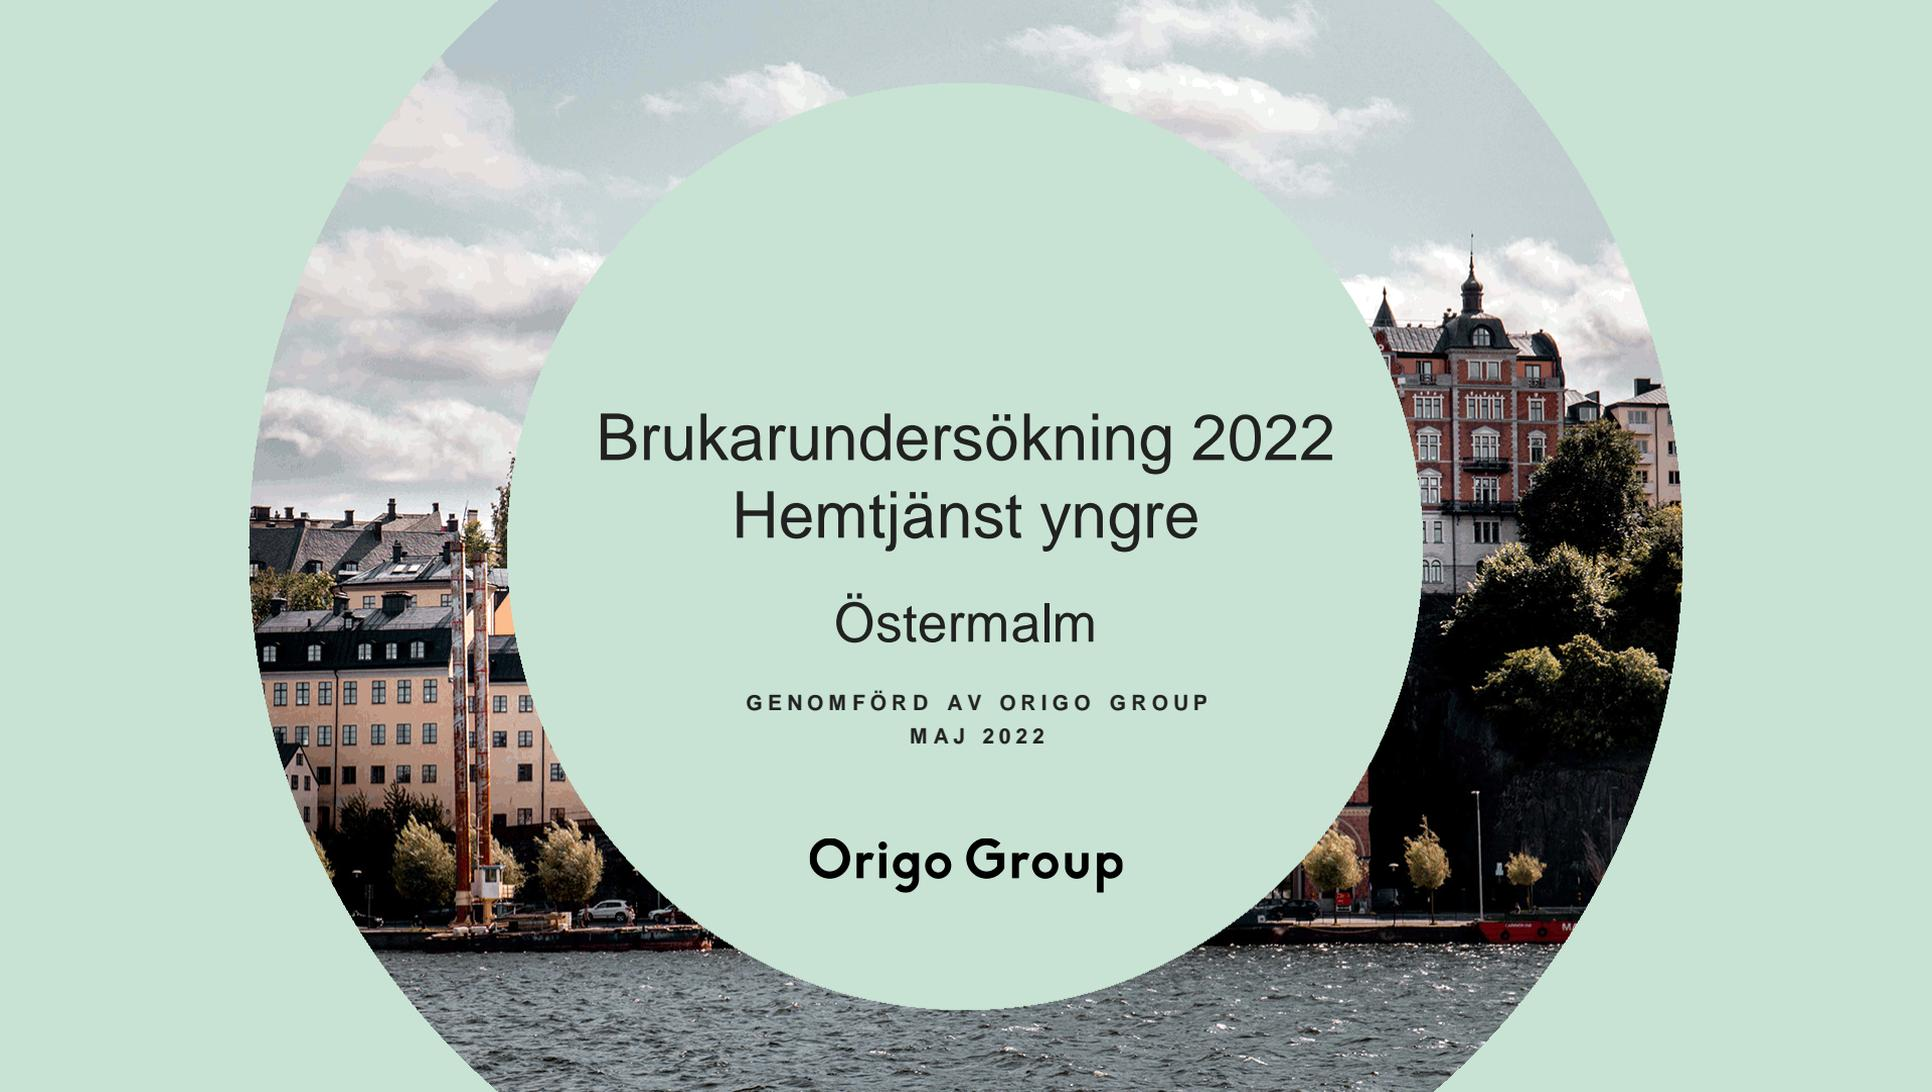 Brukarundersökning 2022
Hemtjänst yngre
Östermalm
GENOMFÖRD AV ORIGO GROUP
MAJ 2022
Origo Group